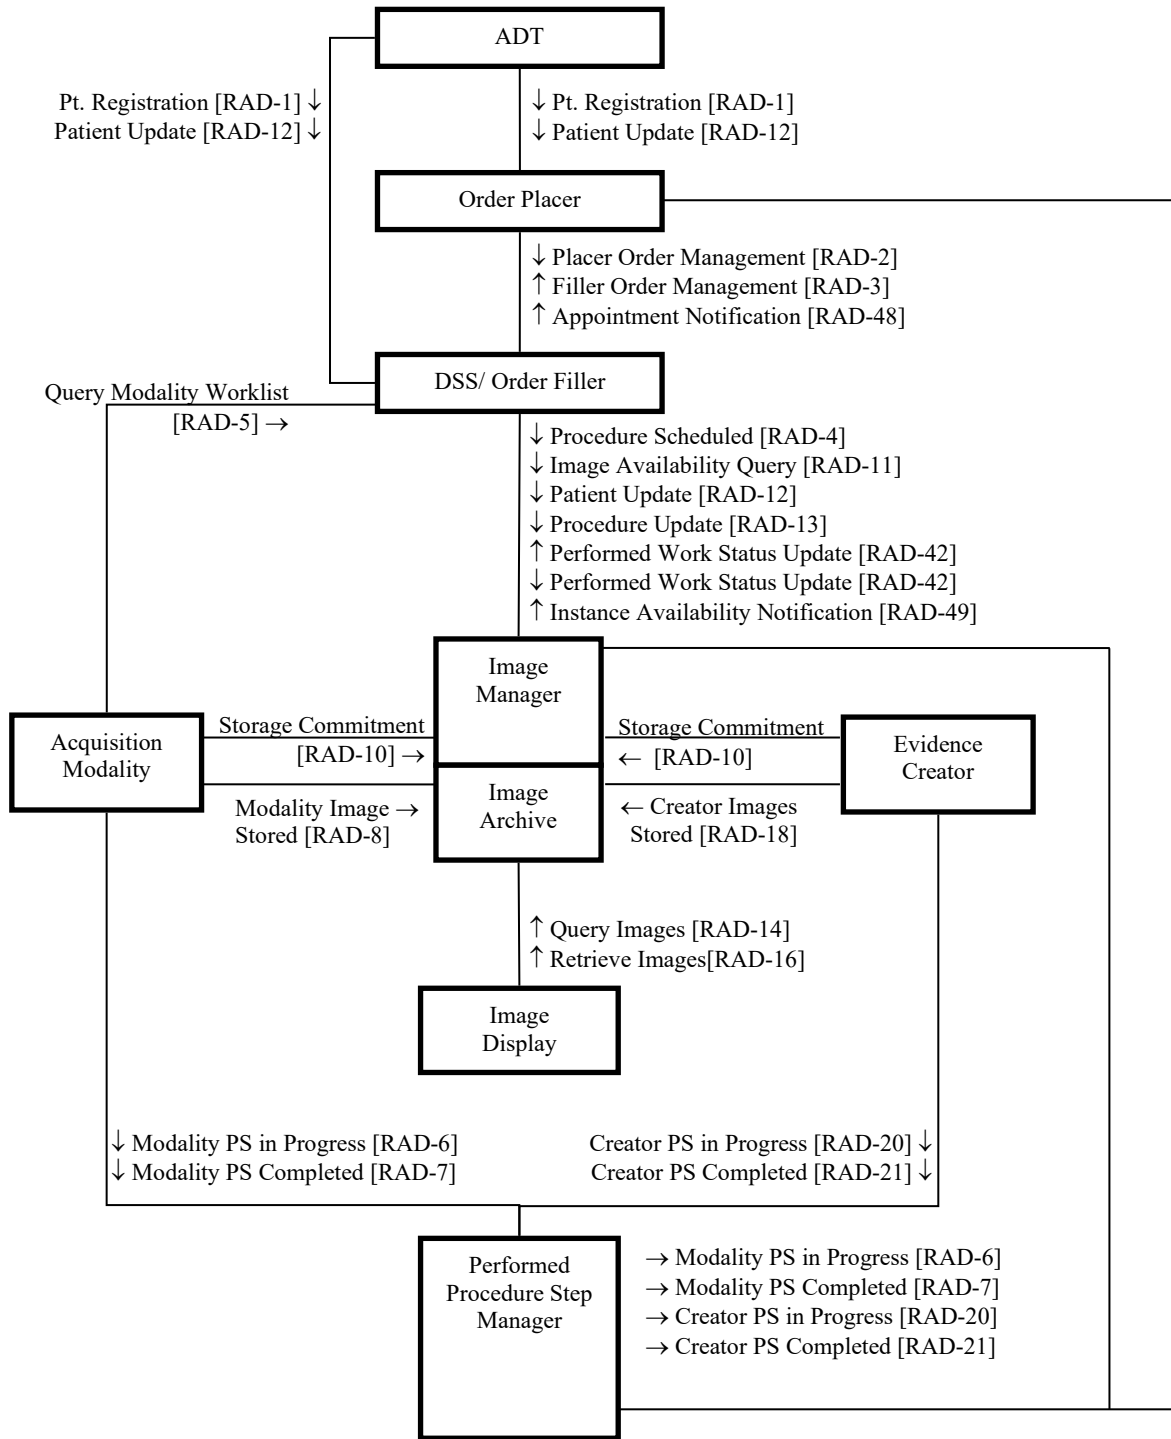 ADT
Pt. Registration [RAD-1] ↓
Patient Update [RAD-12] ↓
↓ Pt. Registration [RAD-1]
↓ Patient Update [RAD-12]
Order Placer
↓ Placer Order Management [RAD-2]
↑ Filler Order Management [RAD-3]
↑ Appointment Notification [RAD-48]
DSS/ Order Filler
Query Modality Worklist
[RAD-5] →
↓ Procedure Scheduled [RAD-4]
↓ Image Availability Query [RAD-11]
↓ Patient Update [RAD-12]
↓ Procedure Update [RAD-13]
↑ Performed Work Status Update [RAD-42]
↓ Performed Work Status Update [RAD-42]
↑ Instance Availability Notification [RAD-49]
Image
Manager
Acquisition
Modality
Storage Commitment
[RAD-10] →
Storage Commitment
← [RAD-10]
Evidence
Creator
Modality Image →
Stored [RAD-8]
Image
Archive
← Creator Images
Stored [RAD-18]
↑ Query Images [RAD-14]
↑ Retrieve Images[RAD-16]
Image
Display
↓ Modality PS in Progress [RAD-6]
↓ Modality PS Completed [RAD-7]
Creator PS in Progress [RAD-20] ↓
Creator PS Completed [RAD-21] ↓
Performed
Procedure Step
Manager
→ Modality PS in Progress [RAD-6]
→ Modality PS Completed [RAD-7]
→ Creator PS in Progress [RAD-20]
→ Creator PS Completed [RAD-21]